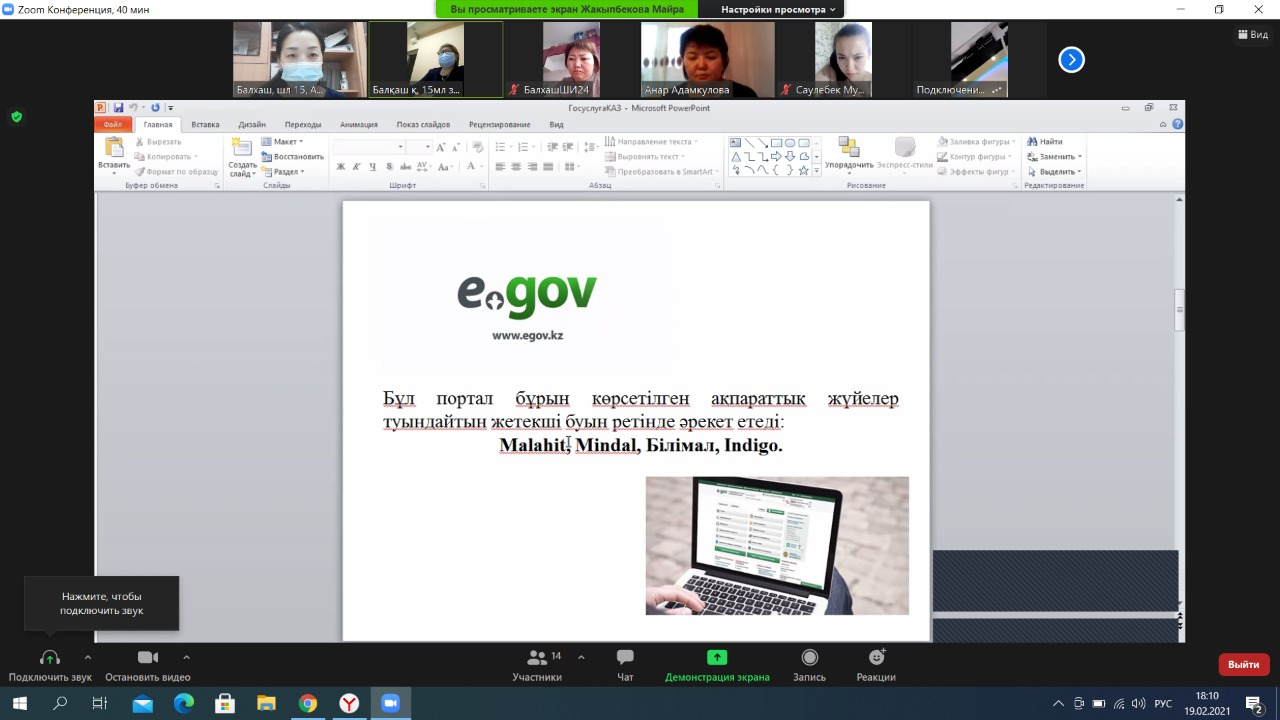 Zoom Конференция, 40 мин
Вы просматриваете экран Жакыпбекова Майра
Настройки просмотра
Вид
Балхаш, шл 15, А...
Балқаш қ, 15мл з...
БалхашШИ24
Анар Адамкулова
Саулебек Му...
Подключени...
ГосуслугаКАЗ - Microsoft PowerPoint
Файл
Главная
Вставка
Дизайн
Переходы
Анимация
Показ слайдов
Рецензирование
Вид
Вставить
Вырезать
Копировать
Формат по образцу
Буфер обмена
Создать слайд
Макет
Восстановить
Раздел
Слайды
Ж К Ч S abc AV Aa A
Шрифт
Направление текста
Выровнять текст
Преобразовать в SmartArt
Абзац
Упорядочить
Экспресс-стили
Заливка фигуры
Контур фигуры
Эффекты фигур
Рисование
Найти
Заменить
Выделить
Редактирование
e.gov
www.egov.kz
Бұл портал бұрын көрсетілген ақпараттық жүйелер
туындайтын жетекші буын ретінде әрекет етеді:
Malahit, Mindal, Білімал, Indigo.
Нажмите, чтобы
подключить звук
Подключить звук
Остановить видео
14
Участники
Чат
Демонстрация экрана
Запись
Реакции
Выйти
РУС
18:10
19.02.2021
2